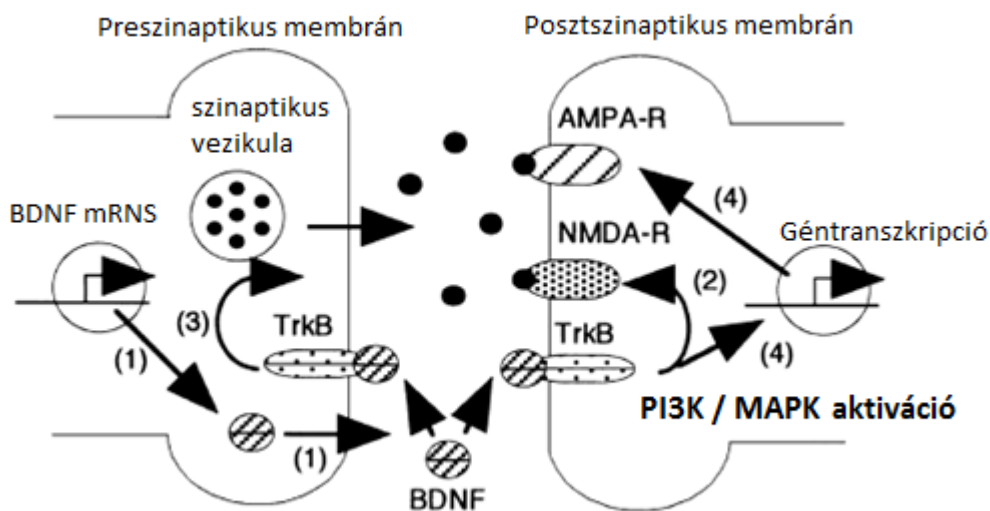 Preszinaptikus membrán
Posztszinaptikus membrán
szinaptikus
vezikula
AMPA-R
BDNF mRNS
(4)
NMDA-R
Géntranszkripció
(2)
(3)
TrkB
TrkB
(1)
(4)
PI3K / MAPK aktiváció
(1)
BDNF